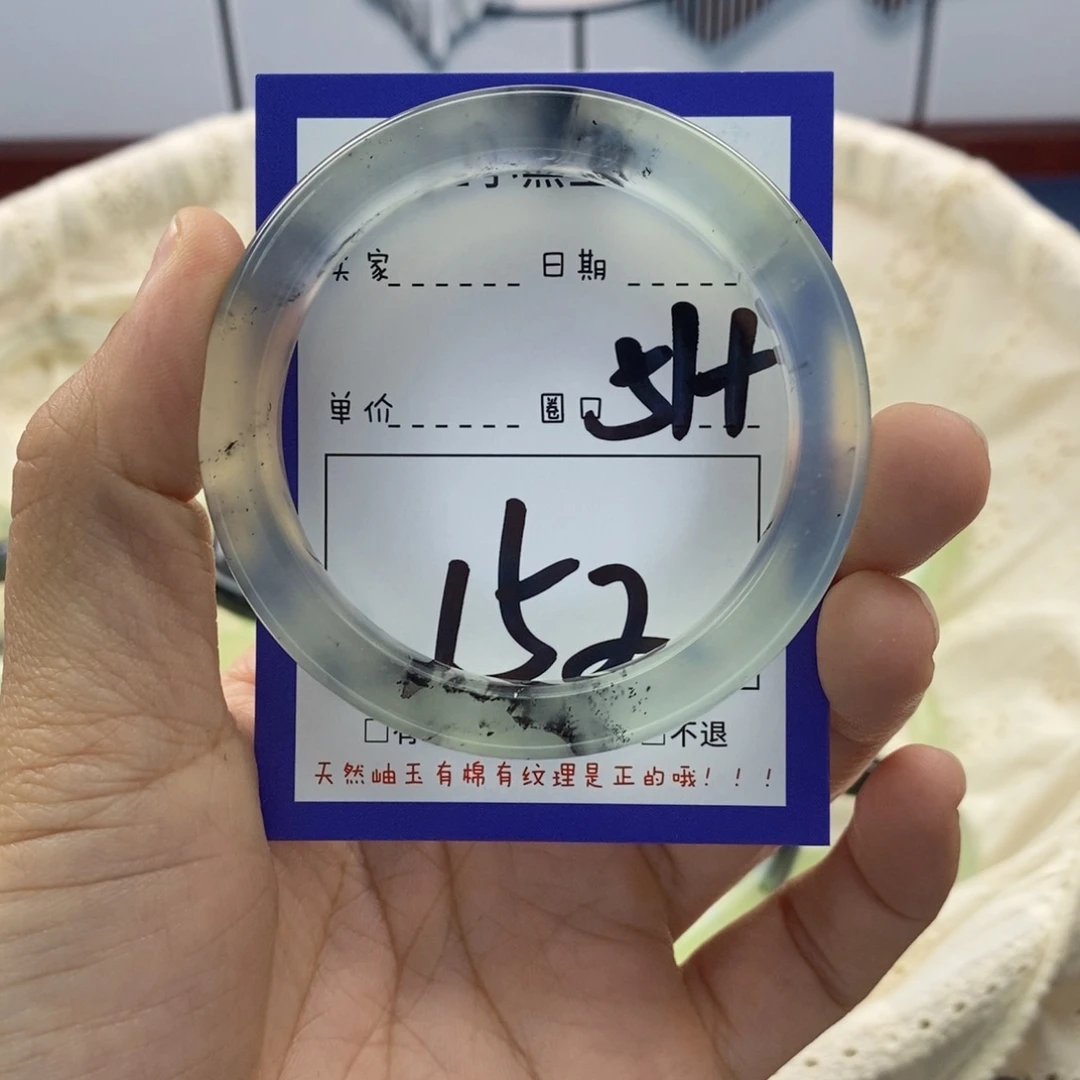 买家______ 日期______
单价______ 圈口 54
152
□有 □不退
天然岫玉有棉有纹理是正的哦！！！